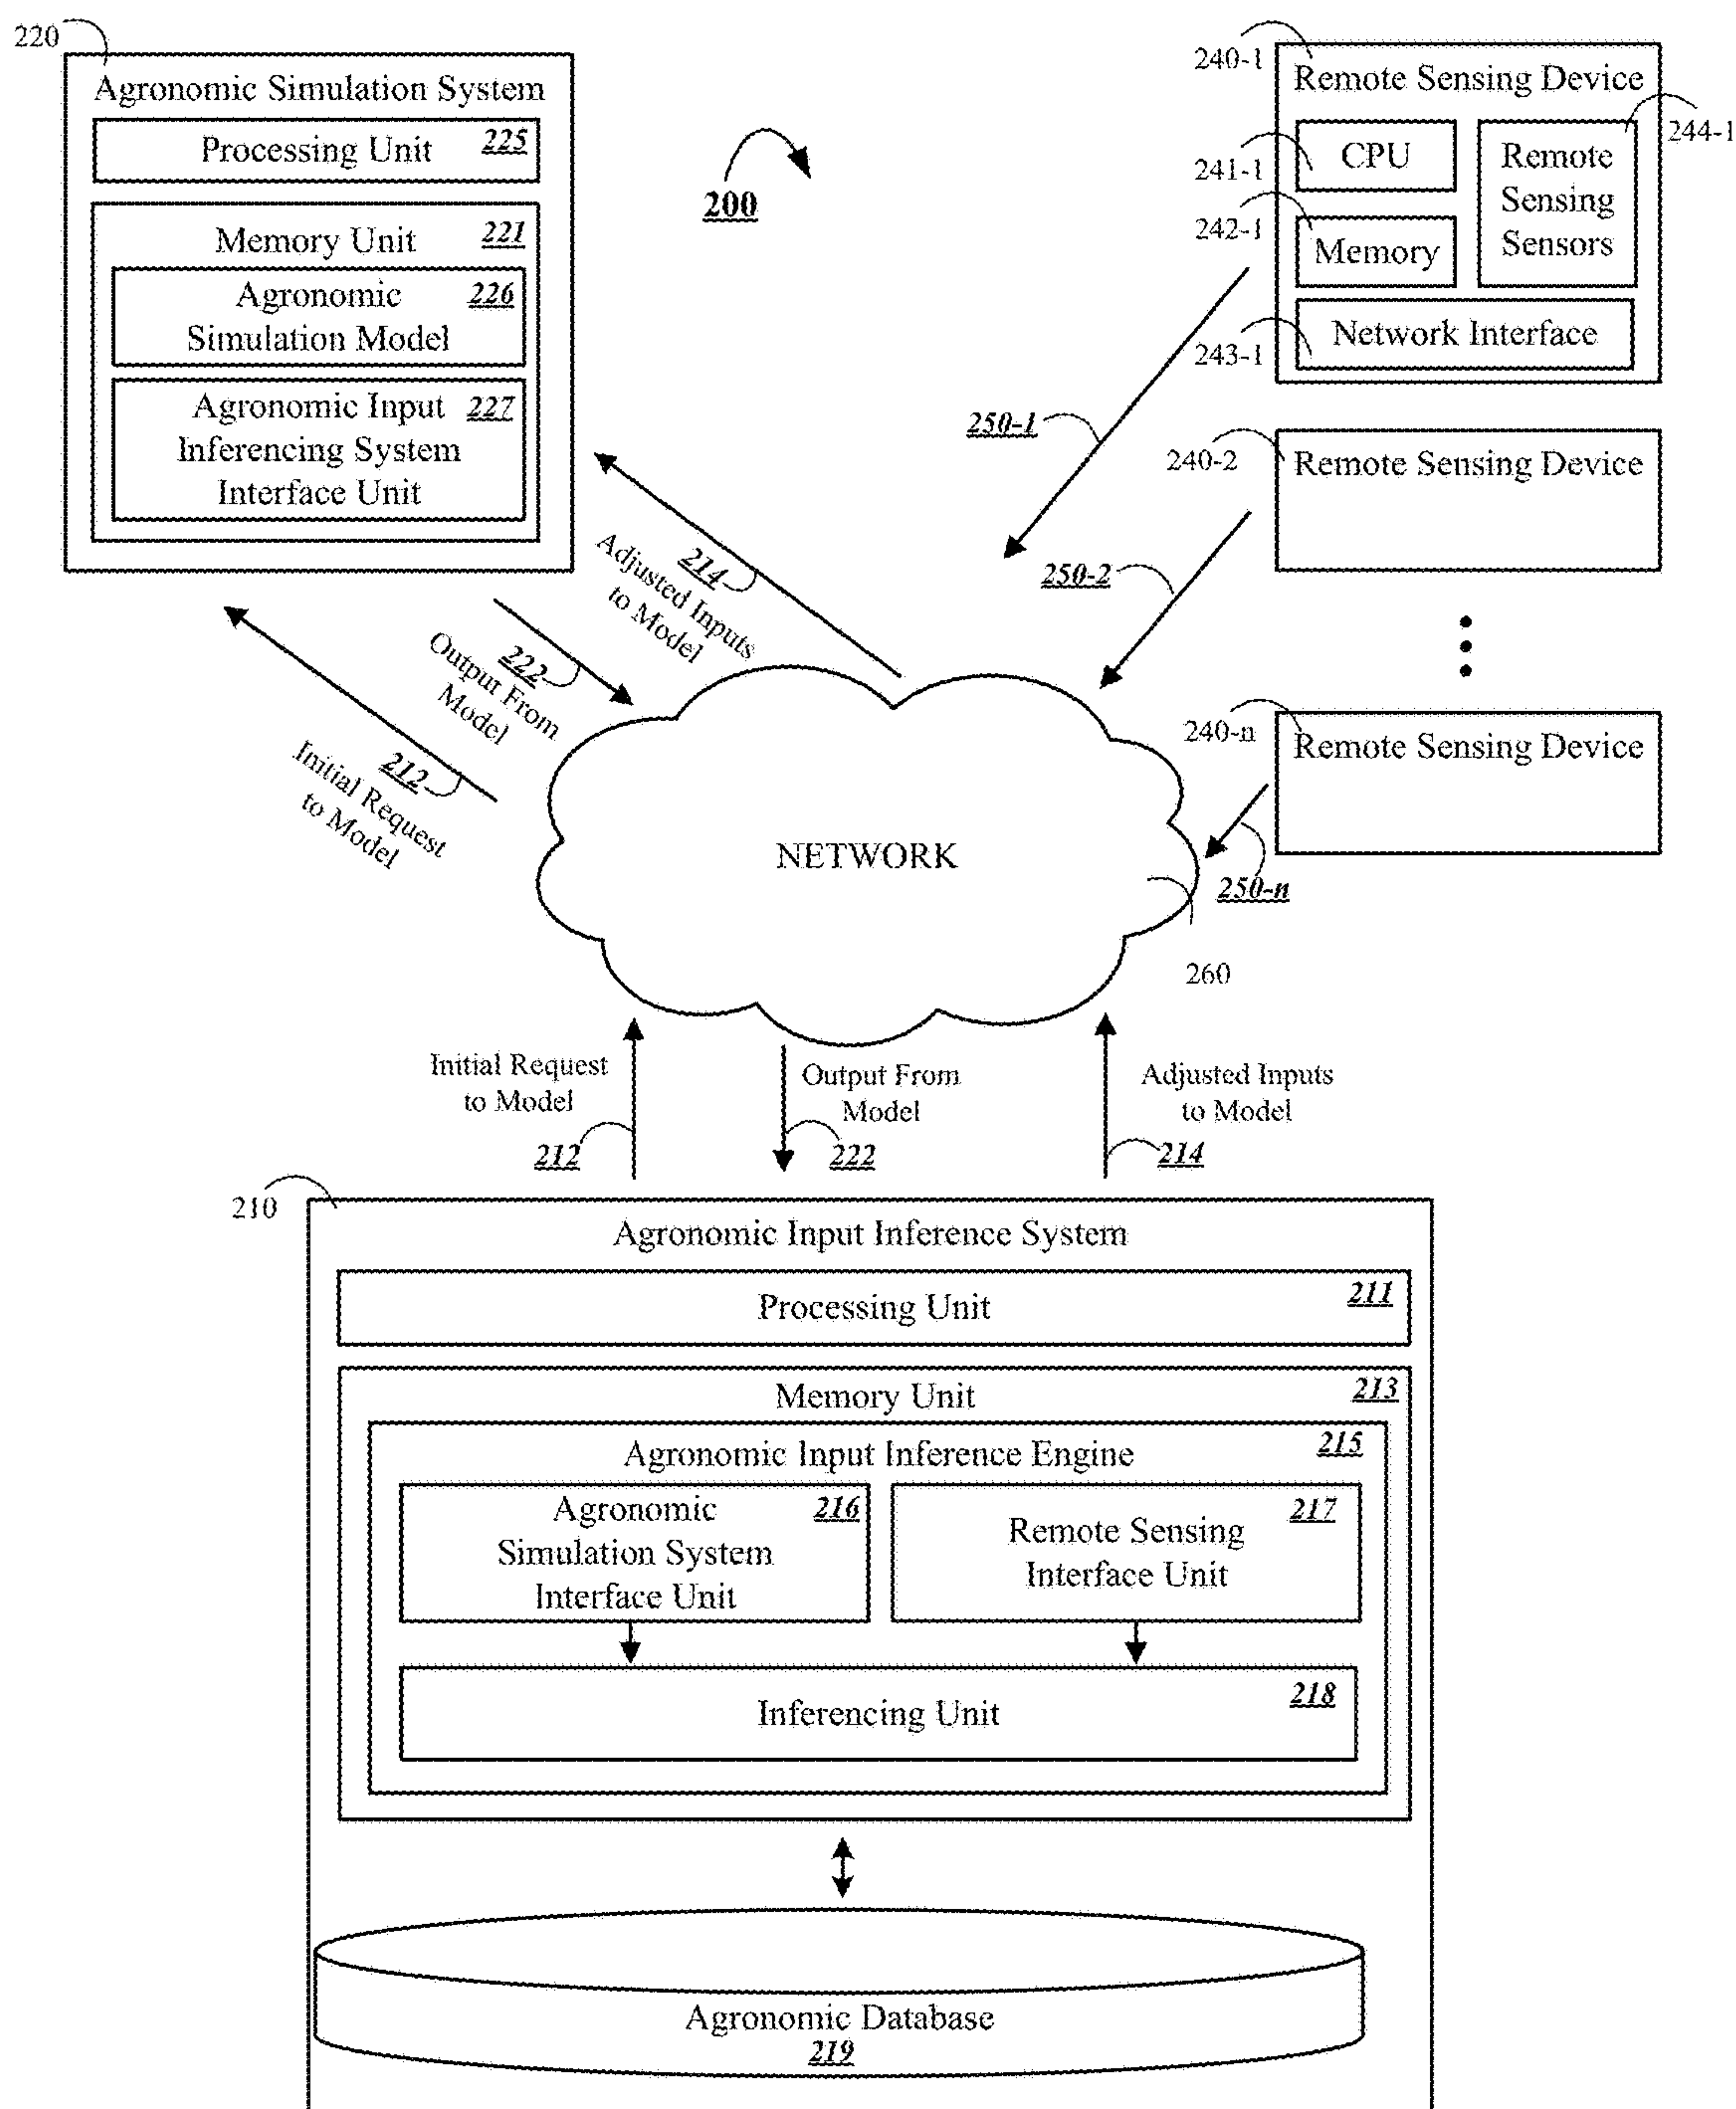 220
Agronomic Simulation System
Processing Unit
225
Memory Unit
221
Agronomic
226
Simulation Model
Agronomic Input
227
Inferencing System
Interface Unit
200
240-1
Remote Sensing Device
241-1
CPU
242-1
Memory
Remote
Sensing
Sensors
244-1
243-1
Network Interface
250-1
240-2
Remote Sensing Device
250-2
240-n
Remote Sensing Device
250-n
214
Adjusted Inputs
to Model
222
Output From
Model
212
Initial Request
to Model
NETWORK
260
Initial Request
to Model
212
Output From
Model
222
Adjusted Inputs
to Model
214
210
Agronomic Input Inference System
Processing Unit
211
Memory Unit
213
Agronomic Input Inference Engine
215
Agronomic
216
Simulation System
Interface Unit
Remote Sensing
217
Interface Unit
Inferencing Unit
218
Agronomic Database
219